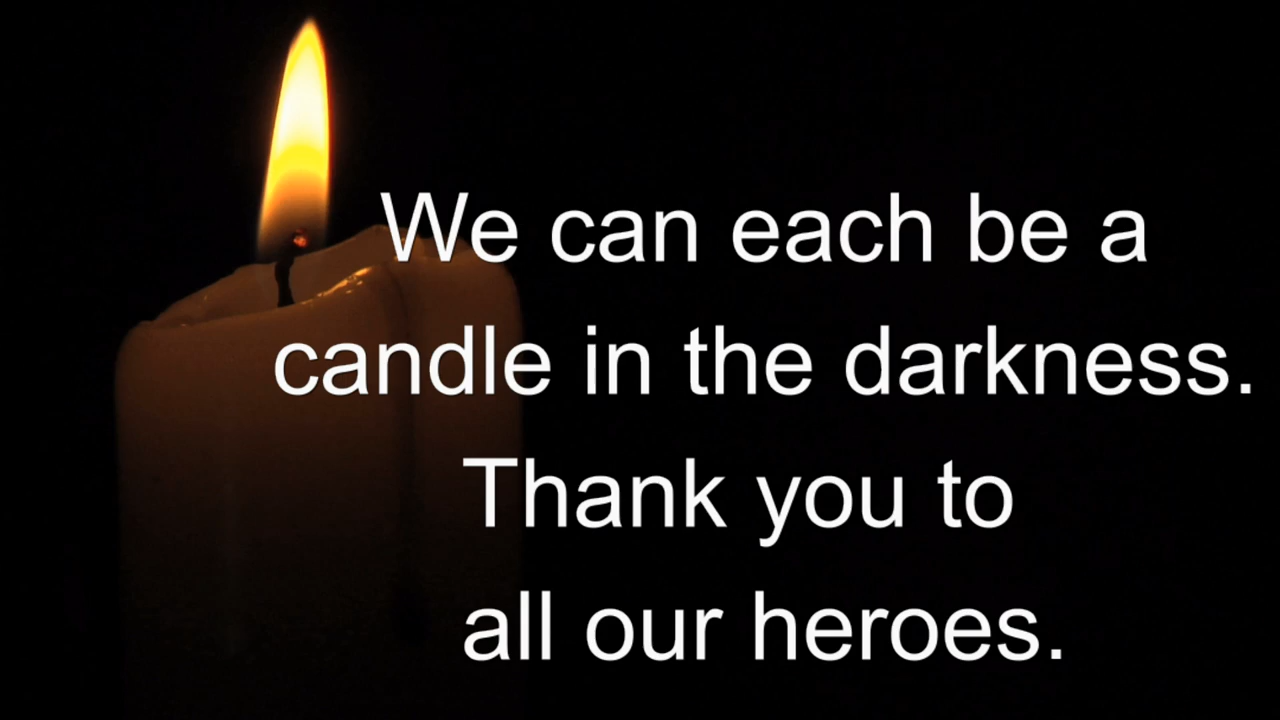 We can each be a
candle in the darkness.
Thank you to
all our heroes.